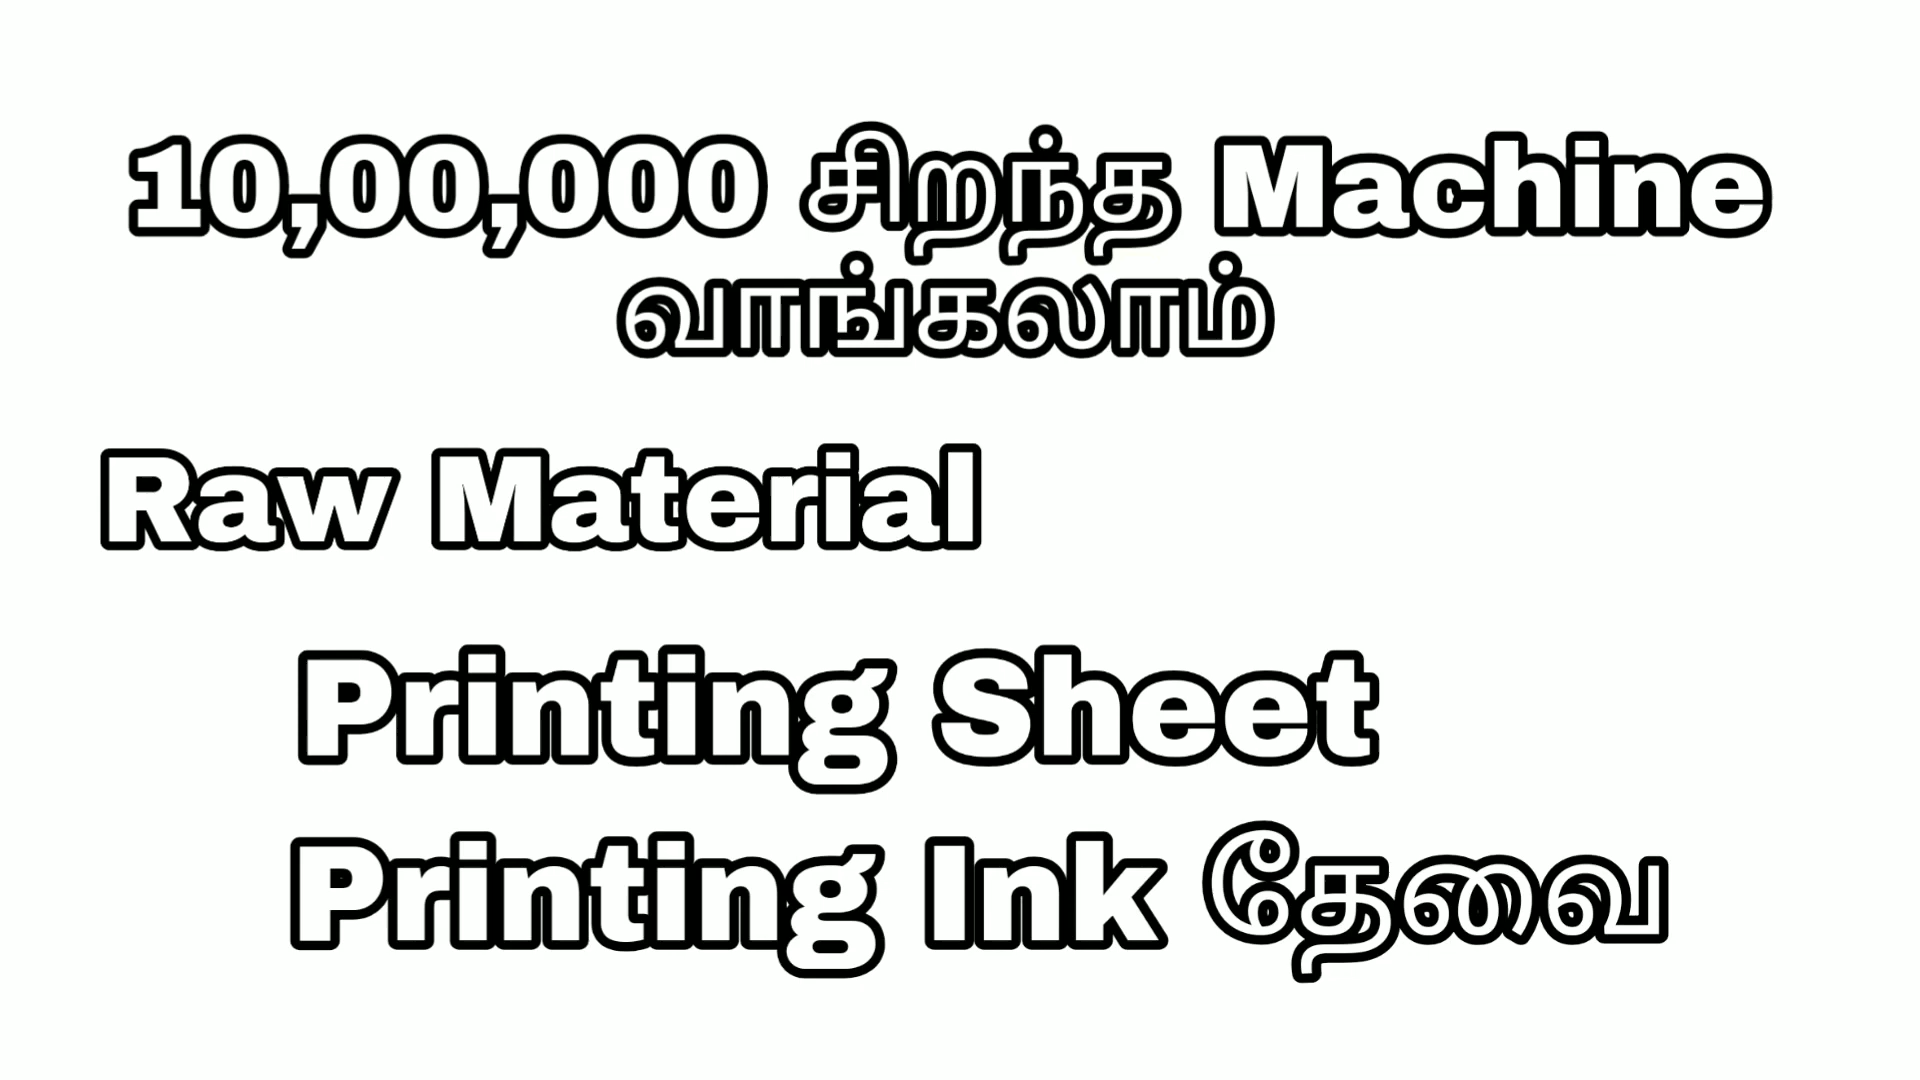 10,00,000 சிறந்த Machine
வாங்கலாம்
Raw Material
Printing Sheet
Printing Ink தேவை